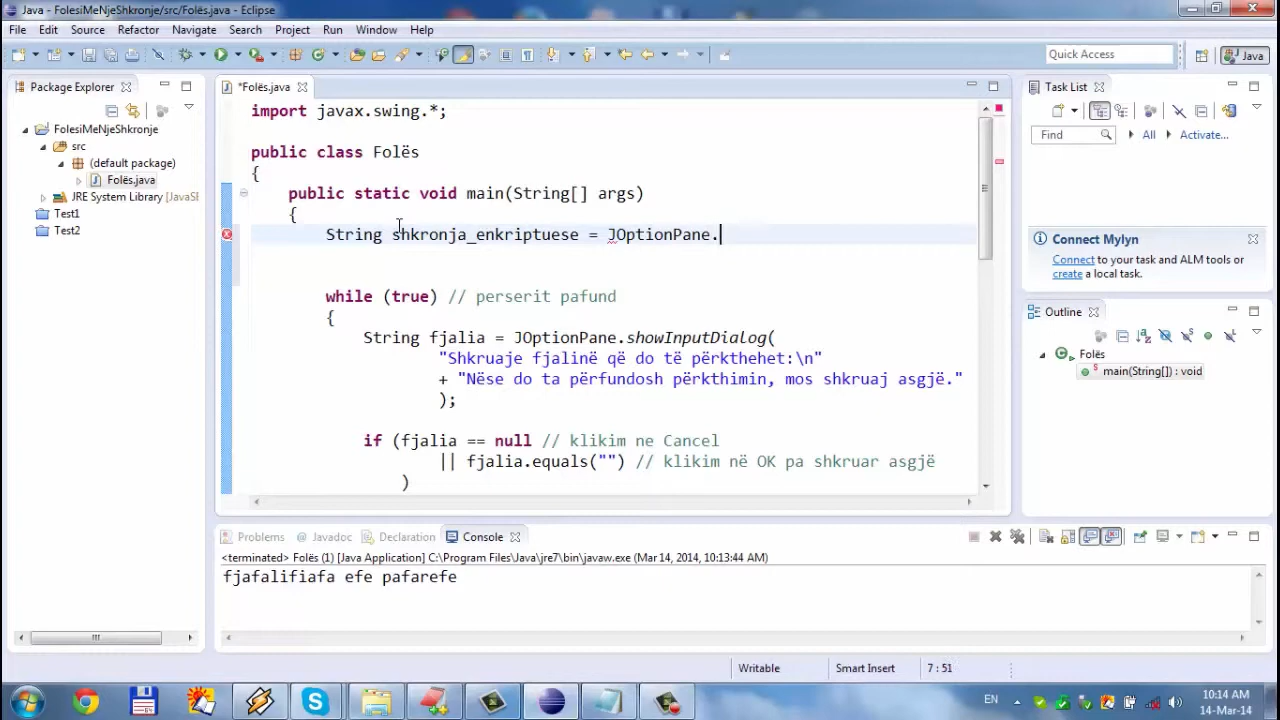 Java - FolesiMeNjeShkronje/src/Folës.java - Eclipse
File Edit Source Refactor Navigate Search Project Run Window Help
Quick Access
Java
Package Explorer
FolesiMeNjeShkronje
src
(default package)
Folës.java
JRE System Library [JavaSE
Test1
Test2
*Folës.java
import javax.swing.*;
public class Folës
{
public static void main(String[] args)
{
String shkronja_enkriptuese = JOptionPane.
while (true) // perserit pafund
{
String fjalia = JOptionPane.showInputDialog(
"Shkruaje fjalinë që do të përkthehet:\n"
+ "Nëse do ta përfundosh përkthimin, mos shkruaj asgjë."
);
if (fjalia == null // klikim ne Cancel
|| fjalia.equals("") // klikim në OK pa shkruar asgjë
)
Task List
Find
All
Activate...
Connect Mylyn
Connect to your task and ALM tools or
create a local task.
Outline
Folës
main(String[]) : void
Problems Javadoc Declaration Console
<terminated> Folës (1) [Java Application] C:\Program Files\Java\jre7\bin\javaw.exe (Mar 14, 2014, 10:13:44 AM)
fjafalifiafa efe pafarefe
Writable
Smart Insert
7 : 51
EN
10:14 AM
14-Mar-14